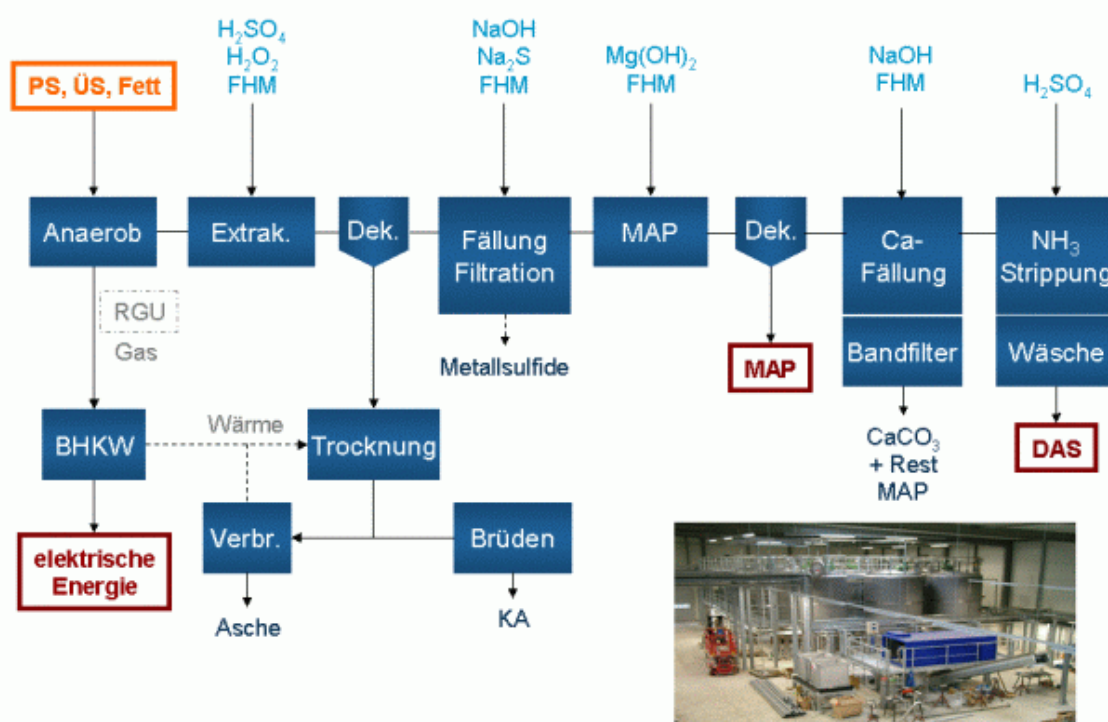 H₂SO₄
H₂O₂
FHM
NaOH
Na₂S
FHM
Mg(OH)₂
FHM
NaOH
FHM
H₂SO₄
PS, ÜS, Fett
Anaerob
Extrak.
Dek.
Fällung
Filtration
MAP
Dek.
Ca-
Fällung
NH₃
Strippung
RGU
Gas
Metallsulfide
MAP
Bandfilter
Wäsche
BHKW
Wärme
Trocknung
CaCO₃
+ Rest
MAP
DAS
elektrische
Energie
Verbr.
Brüden
Asche
KA